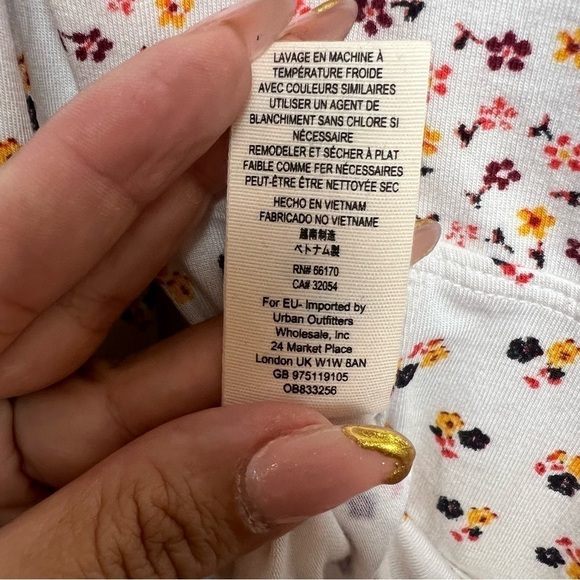 LAVAGE EN MACHINE À
TEMPÉRATURE FROIDE
AVEC COULEURS SIMILAIRES
UTILISER UN AGENT DE
BLANCHIMENT SANS CHLORE SI
NÉCESSAIRE
REMODELER ET SÉCHER À PLAT
FAIBLE COMME FER NÉCESSAIRES
PEUT-ÊTRE ÊTRE NETTOYÉE SEC
HECHO EN VIETNAM
FABRICADO NO VIETNAME
越南制造
ベトナム製
RN# 66170
CA# 32054
For EU- Imported by
Urban Outfitters
Wholesale, Inc
24 Market Place
London UK W1W 8AN
GB 975119105
OB833256